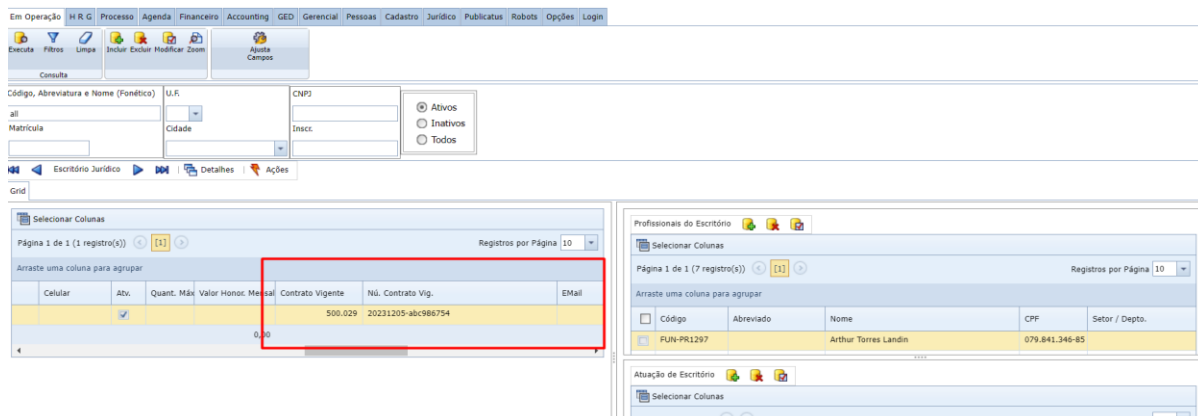 Em Operação H R G Processo Agenda Financeiro Accounting GED Gerencial Pessoas Cadastro Jurídico Publicatus Robots Opções Login
Executa Filtros Limpa Incluir Excluir Modificar Zoom Ajusta Campos
Consulta
Código, Abreviatura e Nome (Fonético) U.F. CNPJ
all
Ativos
Matrícula Cidade Inscr.
Inativos
Todos
Escritório Jurídico Detalhes Ações
Grid
Selecionar Colunas
Página 1 de 1 (1 registro(s)) [1] Registros por Página 10
Arraste uma coluna para agrupar
Celular Atv. Quant. Máx Valor Honor. Mensal Contrato Vigente Nú. Contrato Vig. EMail
500.029 20231205-abc986754
0,00
Profissionais do Escritório
Selecionar Colunas
Página 1 de 1 (7 registro(s)) [1] Registros por Página 10
Arraste uma coluna para agrupar
Código Abreviado Nome CPF Setor / Depto.
FUN-PR1297 Arthur Torres Landin 079.841.346-85
Atuação de Escritório
Selecionar Colunas